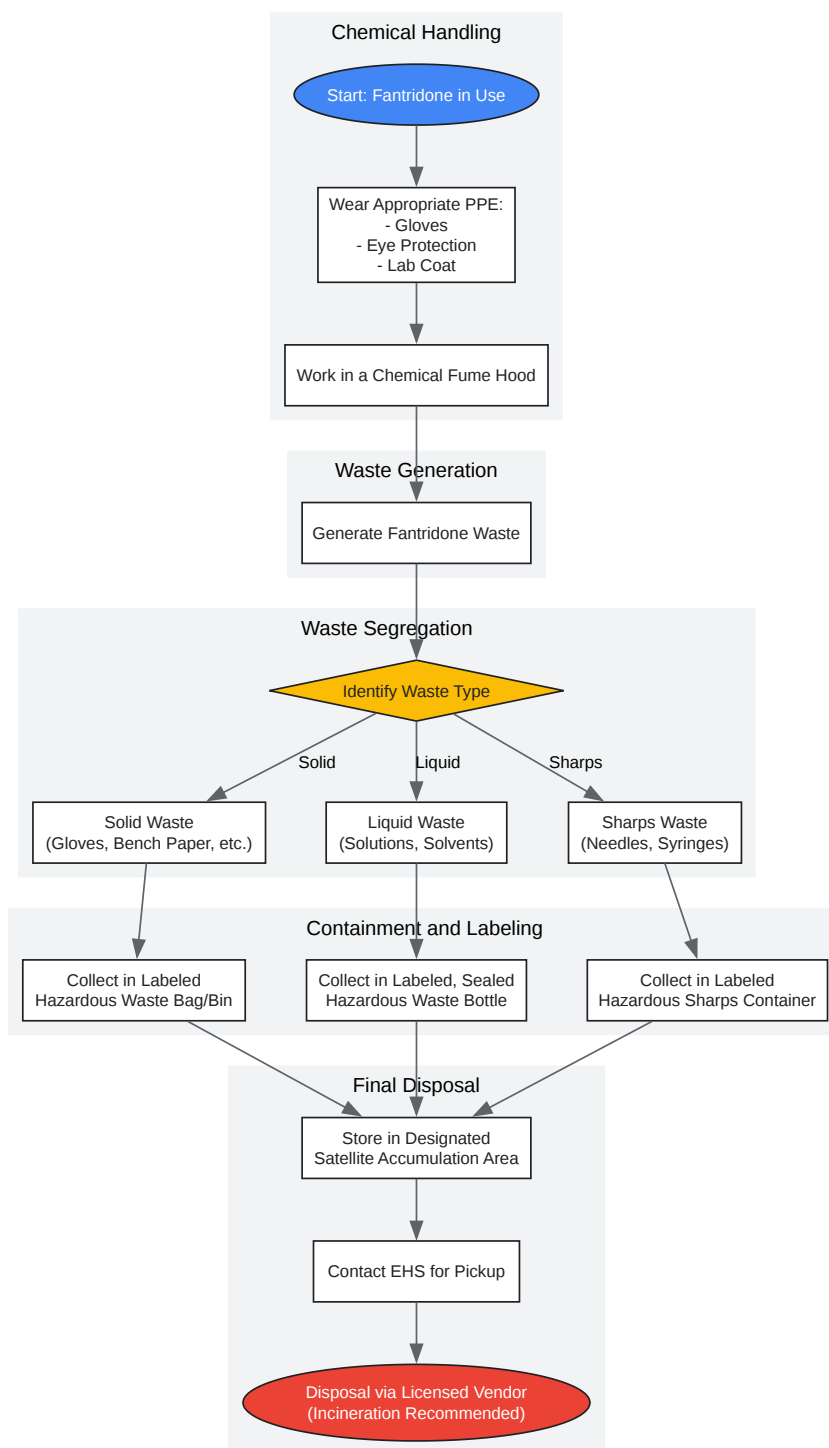 Chemical Handling
Start: Fantridone in Use
Wear Appropriate PPE:
- Gloves
- Eye Protection
- Lab Coat
Work in a Chemical Fume Hood
Waste Generation
Generate Fantridone Waste
Waste Segregation
Identify Waste Type
Solid
Liquid
Sharps
Solid Waste
(Gloves, Bench Paper, etc.)
Liquid Waste
(Solutions, Solvents)
Sharps Waste
(Needles, Syringes)
Containment and Labeling
Collect in Labeled
Hazardous Waste Bag/Bin
Collect in Labeled, Sealed
Hazardous Waste Bottle
Collect in Labeled
Hazardous Sharps Container
Final Disposal
Store in Designated
Satellite Accumulation Area
Contact EHS for Pickup
Disposal via Licensed Vendor
(Incineration Recommended)